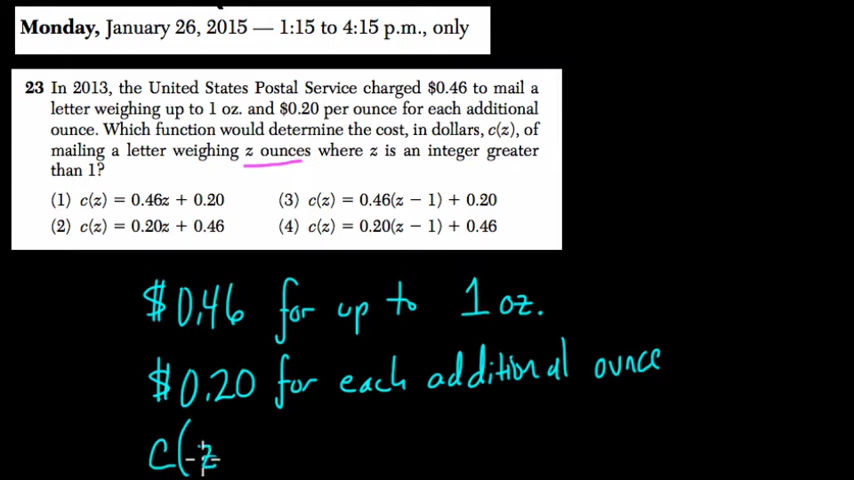 Monday, January 26, 2015 — 1:15 to 4:15 p.m., only
23 In 2013, the United States Postal Service charged $0.46 to mail a
letter weighing up to 1 oz. and $0.20 per ounce for each additional
ounce. Which function would determine the cost, in dollars, c(z), of
mailing a letter weighing z ounces where z is an integer greater
than 1?
(1) c(z) = 0.46z + 0.20 (3) c(z) = 0.46(z − 1) + 0.20
(2) c(z) = 0.20z + 0.46 (4) c(z) = 0.20(z − 1) + 0.46
$0.46 for up to 1 oz.
$0.20 for each additional ounce
c(z